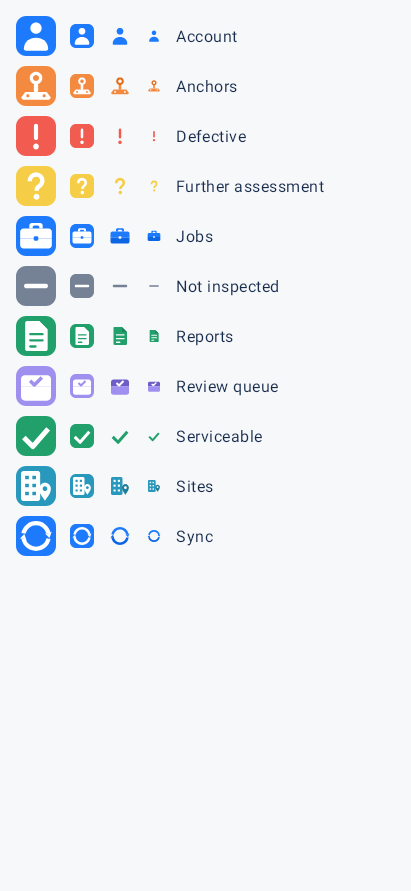 Account
Anchors
Defective
Further assessment
Jobs
Not inspected
Reports
Review queue
Serviceable
Sites
Sync